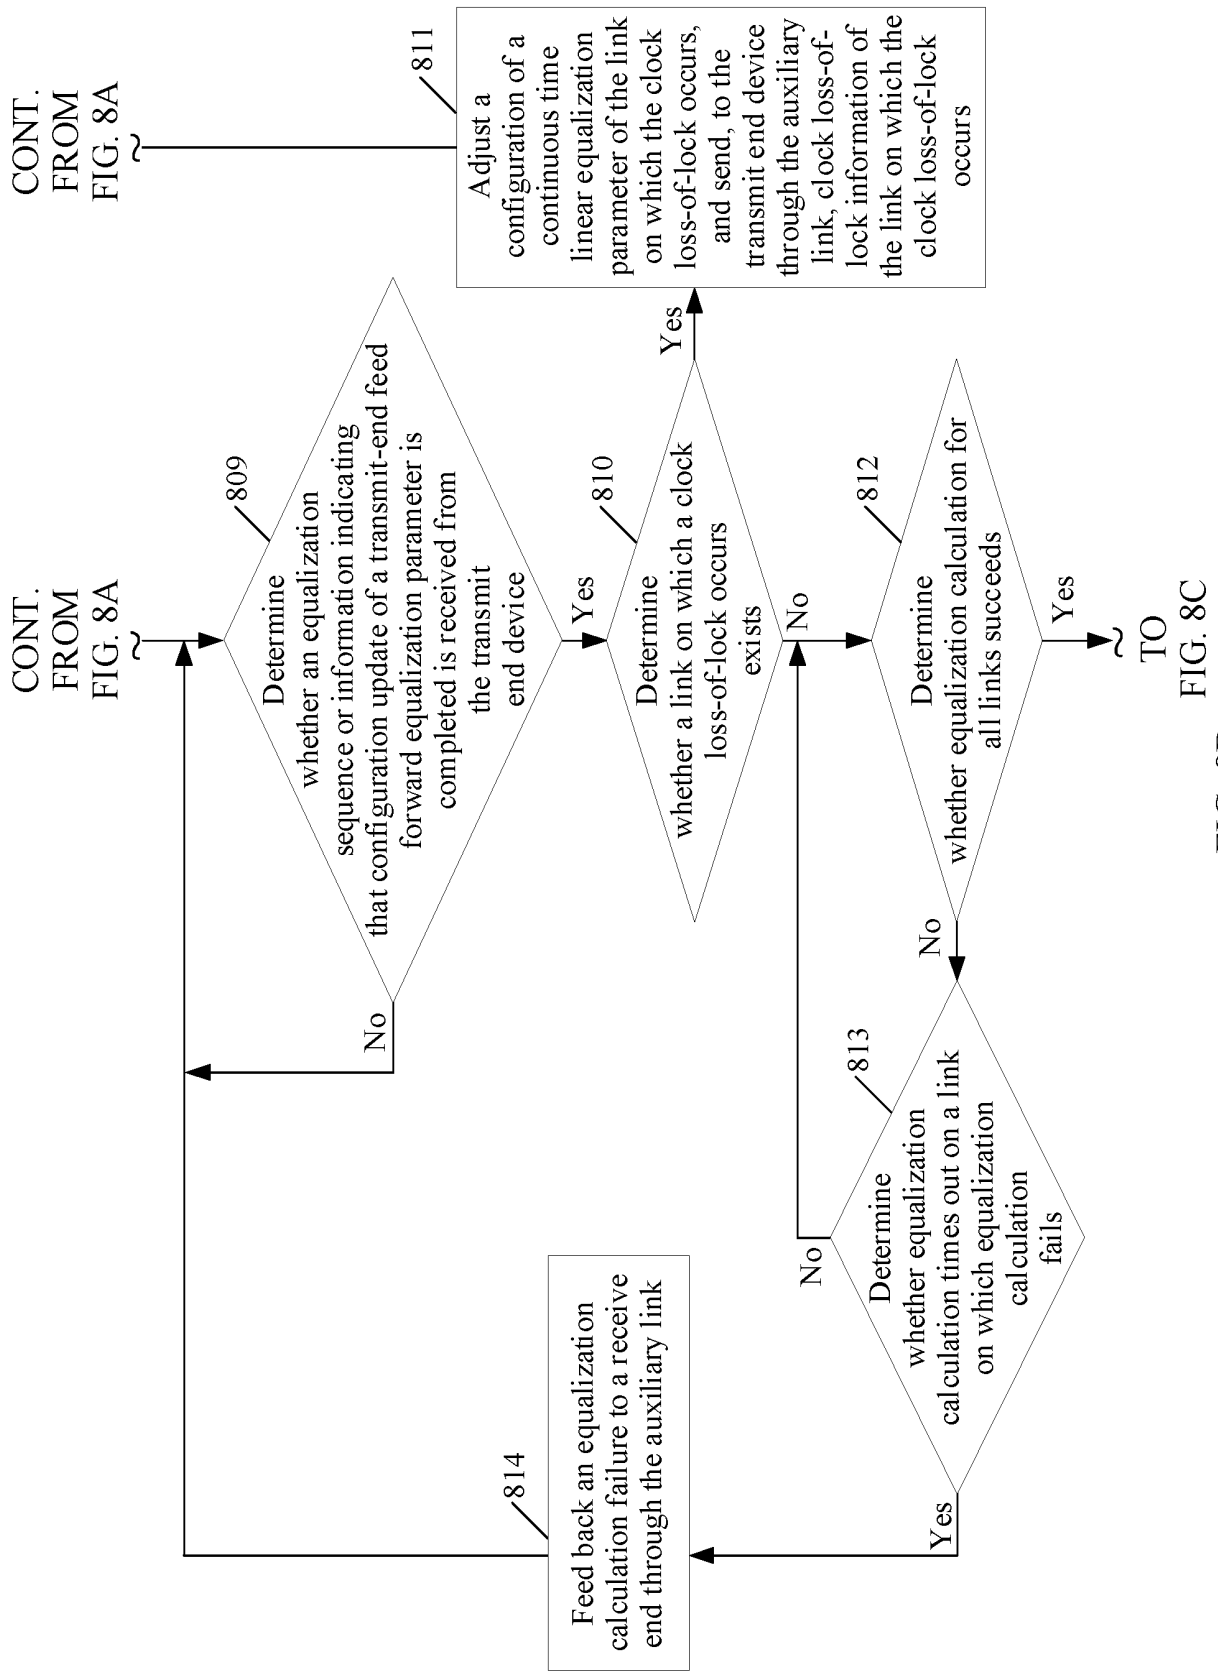 CONT.
FROM
FIG. 8A
CONT.
FROM
FIG. 8A
809
Determine
whether an equalization
sequence or information indicating
that configuration update of a transmit-end feed
forward equalization parameter is
completed is received from
the transmit
end device
No
Yes
810
Determine
whether a link on which a clock
loss-of-lock occurs
exists
Yes
No
811
Adjust a
configuration of a
continuous time
linear equalization
parameter of the link
on which the clock
loss-of-lock occurs,
and send, to the
transmit end device
through the auxiliary
link, clock loss-of-
lock information of
the link on which the
clock loss-of-lock
occurs
812
Determine
whether equalization calculation for
all links succeeds
No
Yes
813
Determine
whether equalization
calculation times out on a link
on which equalization
calculation
fails
No
Yes
814
Feed back an equalization
calculation failure to a receive
end through the auxiliary link
TO
FIG. 8C